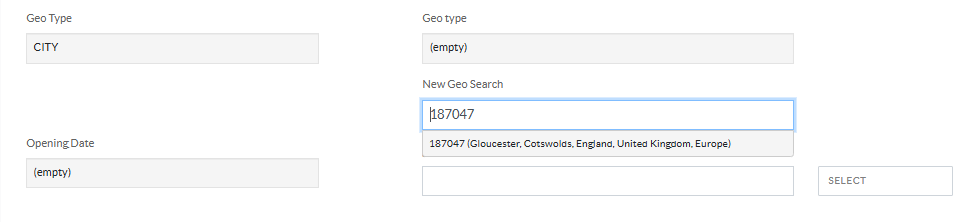 Geo Type
CITY
Geo type
(empty)
New Geo Search
187047
187047 (Gloucester, Cotswolds, England, United Kingdom, Europe)
Opening Date
(empty)
SELECT